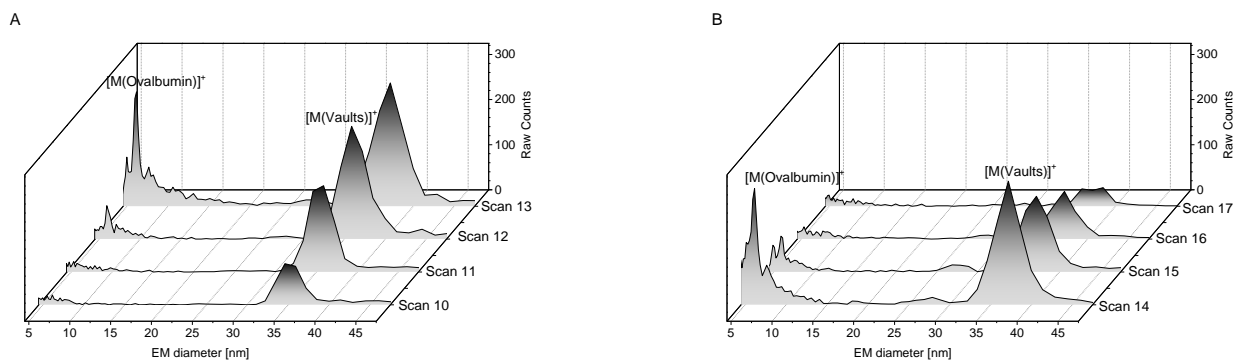 A
300
[M(Ovalbumin)]+
200
[M(Vaults)]+
Raw Counts
100
0
Scan 13
Scan 12
Scan 11
Scan 10
5 10 15 20 25 30 35 40 45
EM diameter [nm]
B
300
200
Raw Counts
[M(Ovalbumin)]+
[M(Vaults)]+
100
0
Scan 17
Scan 16
Scan 15
Scan 14
5 10 15 20 25 30 35 40 45
EM diameter [nm]